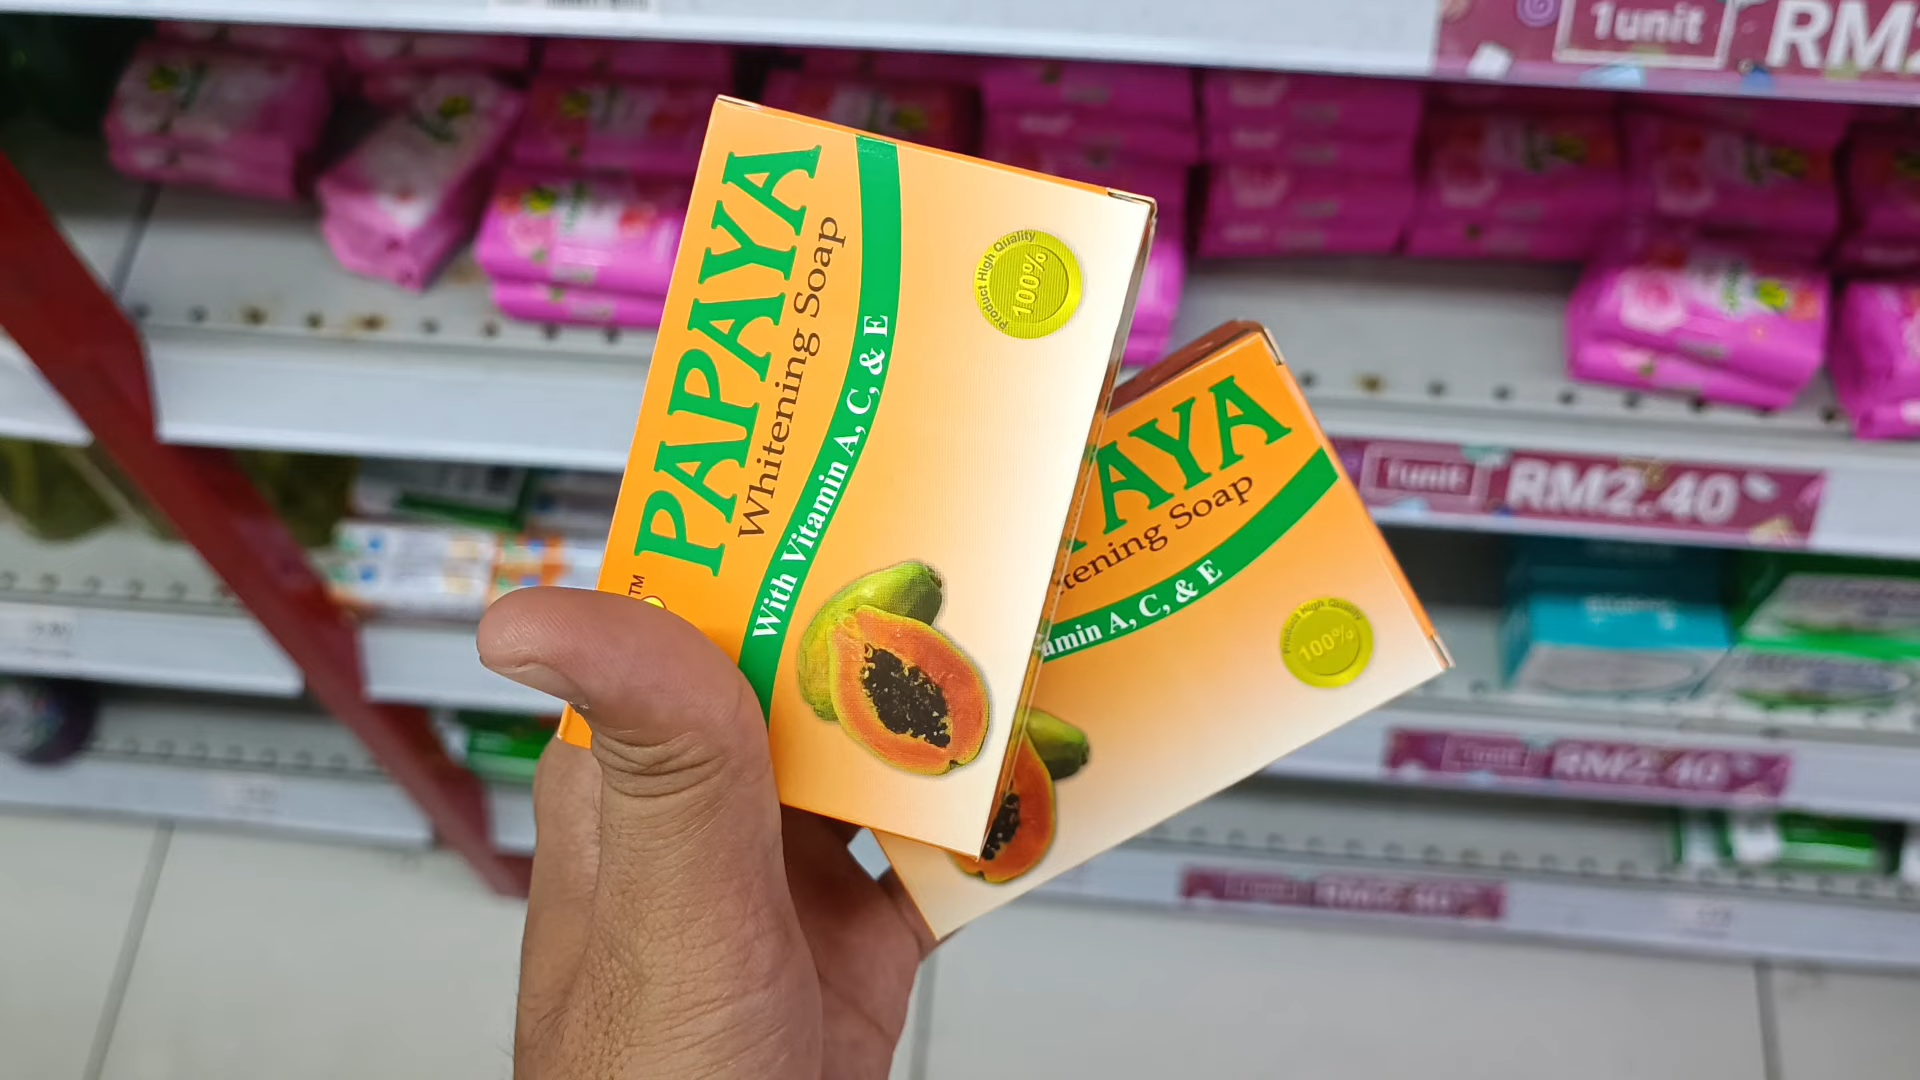 1unit
RM2
PAPAYA
Whitening Soap
With Vitamin A, C, & E
Product High Quality
100%
TM
AYA
tening Soap
amin A, C, & E
Product High Quality
100%
1unit
RM2.40
1unit
RM2.40